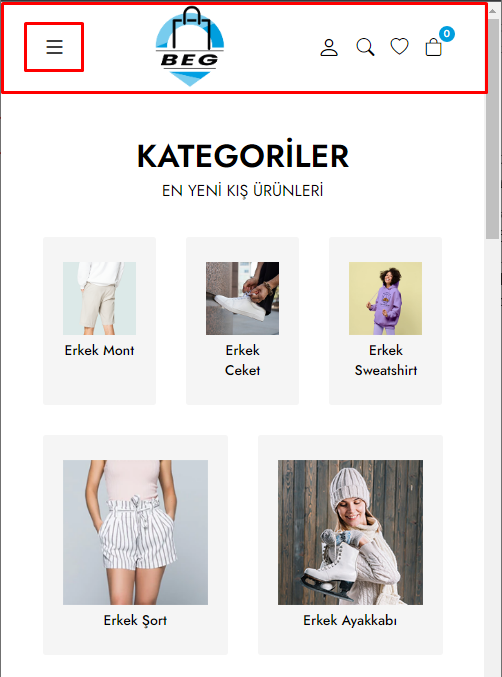 BEG
0
KATEGORİLER
EN YENİ KIŞ ÜRÜNLERİ
Erkek Mont
Erkek
Ceket
Erkek
Sweatshirt
Erkek Şort
Erkek Ayakkabı